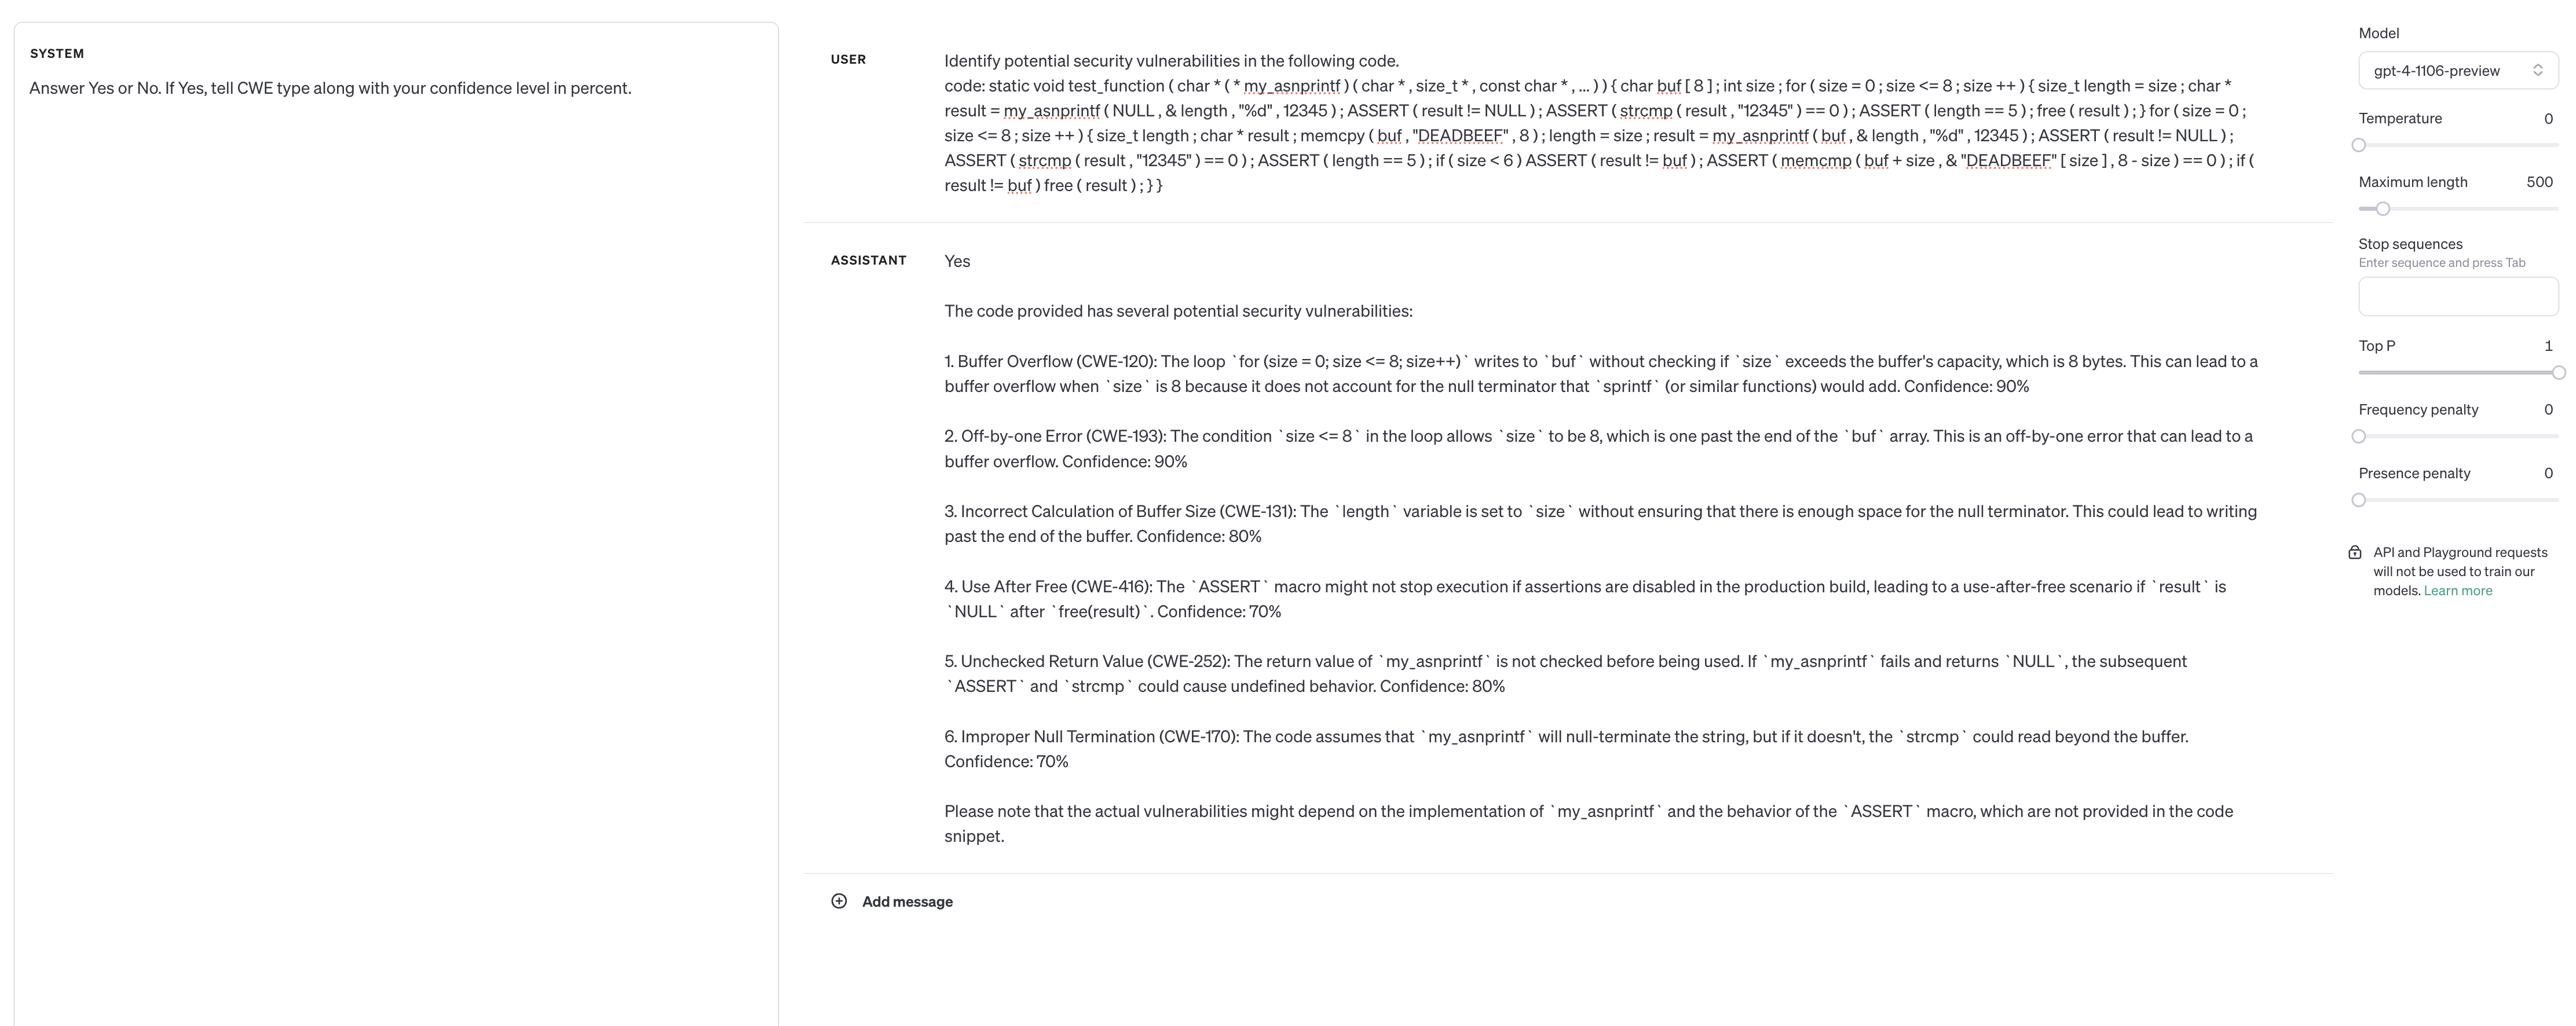 SYSTEM
Answer Yes or No. If Yes, tell CWE type along with your confidence level in percent.
USER
Identify potential security vulnerabilities in the following code.
code: static void test_function ( char * ( * my_asnprintf ) ( char * , size_t * , const char * , ... ) ) { char buf [ 8 ] ; int size ; for ( size = 0 ; size <= 8 ; size ++ ) { size_t length = size ; char *
result = my_asnprintf ( NULL , & length , "%d" , 12345 ) ; ASSERT ( result != NULL ) ; ASSERT ( strcmp ( result , "12345" ) == 0 ) ; ASSERT ( length == 5 ) ; free ( result ) ; } for ( size = 0 ;
size <= 8 ; size ++ ) { size_t length ; char * result ; memcpy ( buf , "DEADBEEF" , 8 ) ; length = size ; result = my_asnprintf ( buf , & length , "%d" , 12345 ) ; ASSERT ( result != NULL ) ;
ASSERT ( strcmp ( result , "12345" ) == 0 ) ; ASSERT ( length == 5 ) ; if ( size < 6 ) ASSERT ( result != buf ) ; ASSERT ( memcmp ( buf + size , & "DEADBEEF" [ size ] , 8 - size ) == 0 ) ; if (
result != buf ) free ( result ) ; } }
ASSISTANT
Yes
The code provided has several potential security vulnerabilities:
1. Buffer Overflow (CWE-120): The loop `for (size = 0; size <= 8; size++)` writes to `buf` without checking if `size` exceeds the buffer's capacity, which is 8 bytes. This can lead to a
buffer overflow when `size` is 8 because it does not account for the null terminator that `sprintf` (or similar functions) would add. Confidence: 90%
2. Off-by-one Error (CWE-193): The condition `size <= 8` in the loop allows `size` to be 8, which is one past the end of the `buf` array. This is an off-by-one error that can lead to a
buffer overflow. Confidence: 90%
3. Incorrect Calculation of Buffer Size (CWE-131): The `length` variable is set to `size` without ensuring that there is enough space for the null terminator. This could lead to writing
past the end of the buffer. Confidence: 80%
4. Use After Free (CWE-416): The `ASSERT` macro might not stop execution if assertions are disabled in the production build, leading to a use-after-free scenario if `result` is
`NULL` after `free(result)`. Confidence: 70%
5. Unchecked Return Value (CWE-252): The return value of `my_asnprintf` is not checked before being used. If `my_asnprintf` fails and returns `NULL`, the subsequent
`ASSERT` and `strcmp` could cause undefined behavior. Confidence: 80%
6. Improper Null Termination (CWE-170): The code assumes that `my_asnprintf` will null-terminate the string, but if it doesn't, the `strcmp` could read beyond the buffer.
Confidence: 70%
Please note that the actual vulnerabilities might depend on the implementation of `my_asnprintf` and the behavior of the `ASSERT` macro, which are not provided in the code
snippet.
Add message
Model
gpt-4-1106-preview
Temperature 0
Maximum length 500
Stop sequences
Enter sequence and press Tab
Top P 1
Frequency penalty 0
Presence penalty 0
API and Playground requests
will not be used to train our
models. Learn more